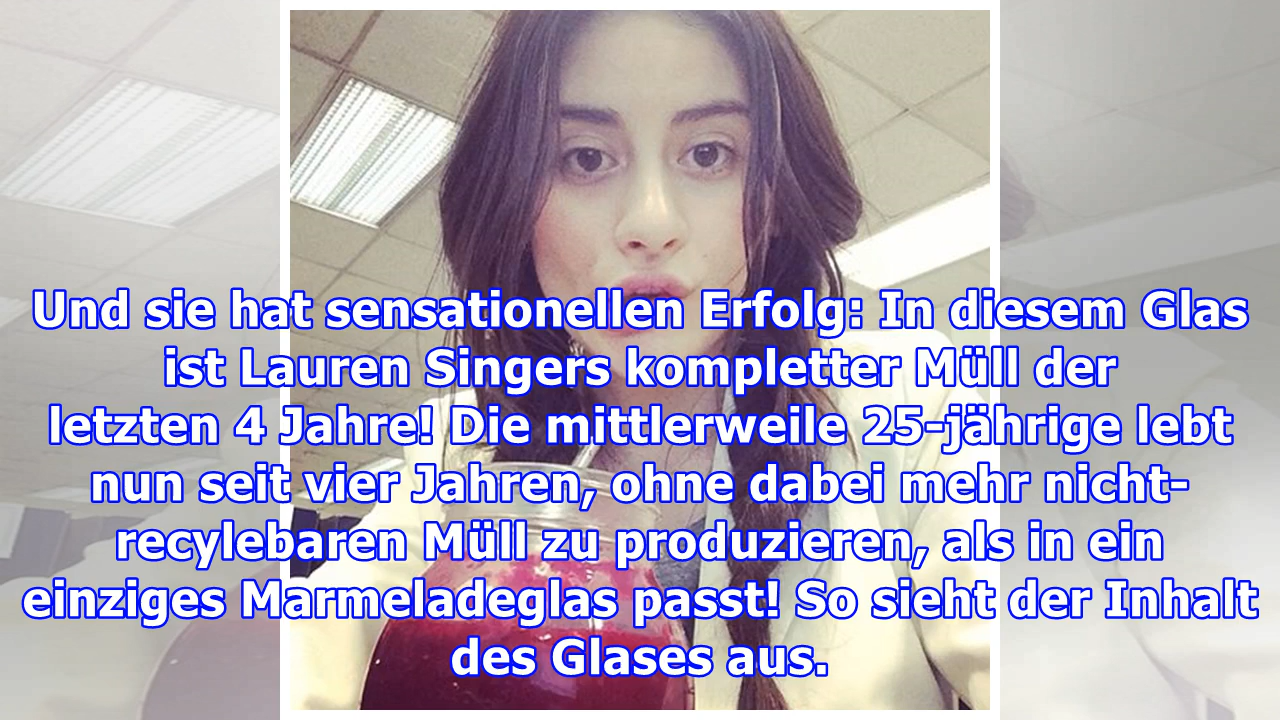 Und sie hat sensationellen Erfolg: In diesem Glas
ist Lauren Singers kompletter Müll der
letzten 4 Jahre! Die mittlerweile 25-jährige lebt
nun seit vier Jahren, ohne dabei mehr nicht-
recylebaren Müll zu produzieren, als in ein
einziges Marmeladeglas passt! So sieht der Inhalt
des Glases aus.